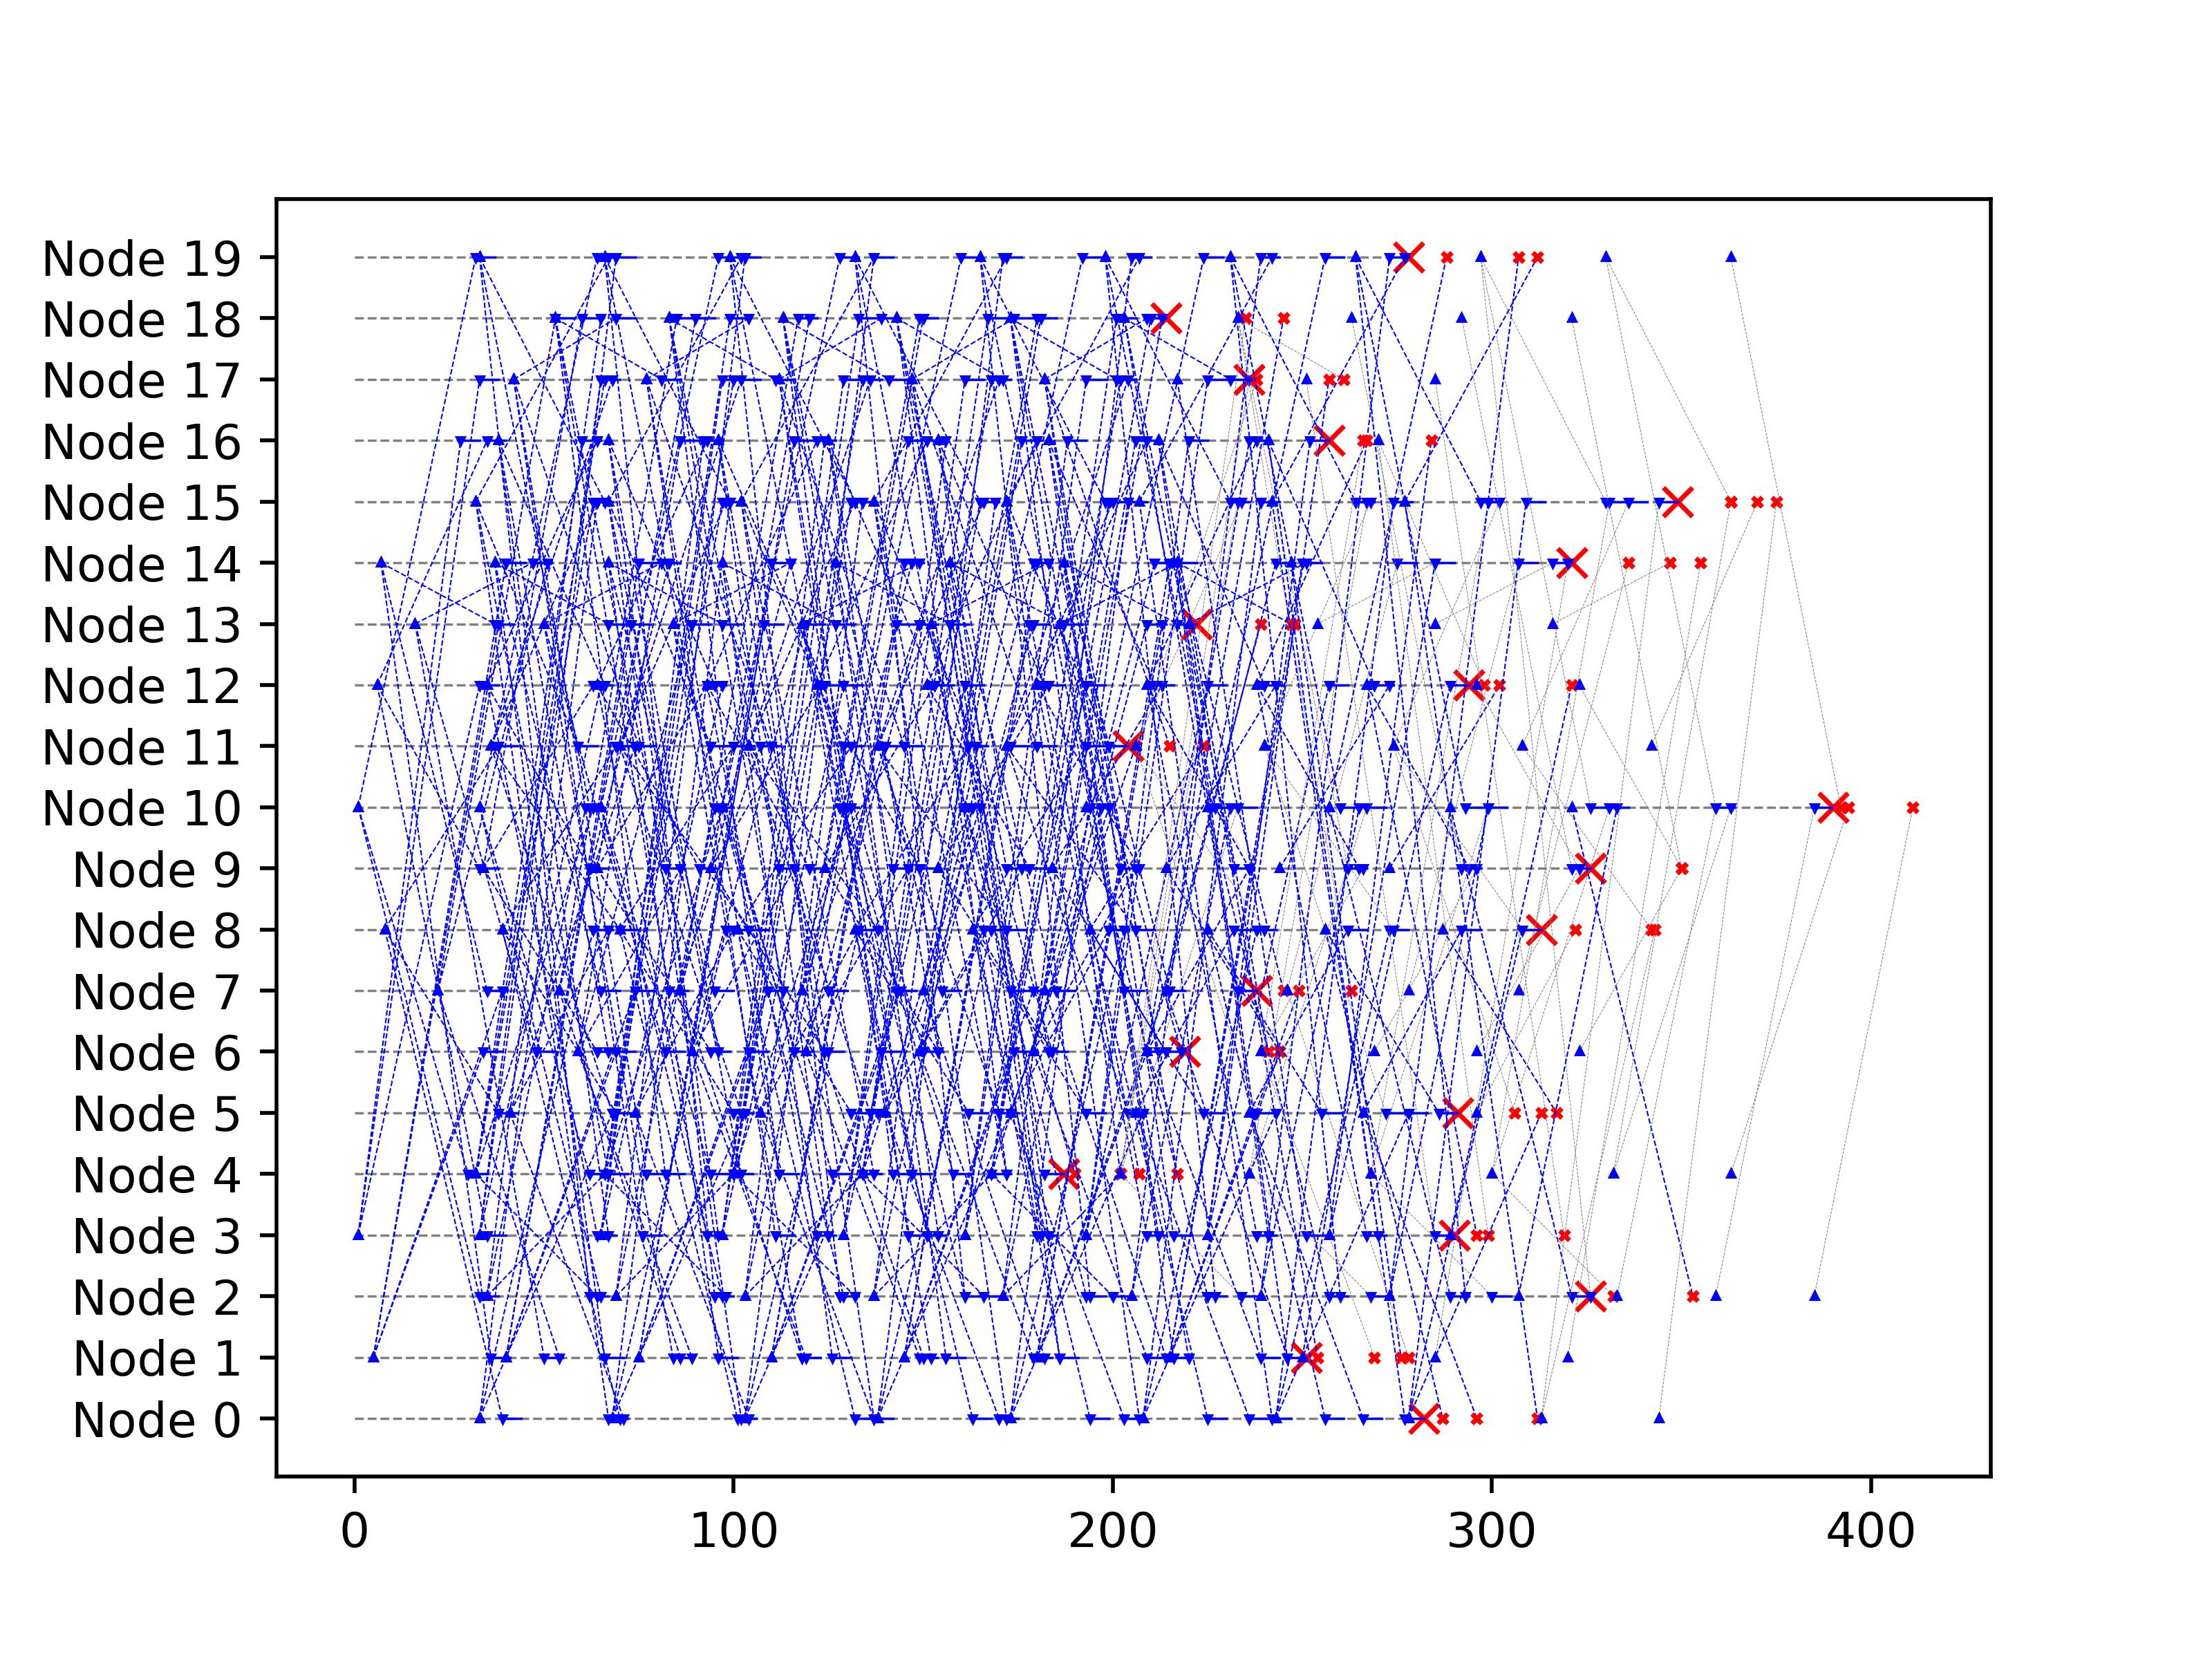 Node 19
Node 18
Node 17
Node 16
Node 15
Node 14
Node 13
Node 12
Node 11
Node 10
Node 9
Node 8
Node 7
Node 6
Node 5
Node 4
Node 3
Node 2
Node 1
Node 0
0 100 200 300 400